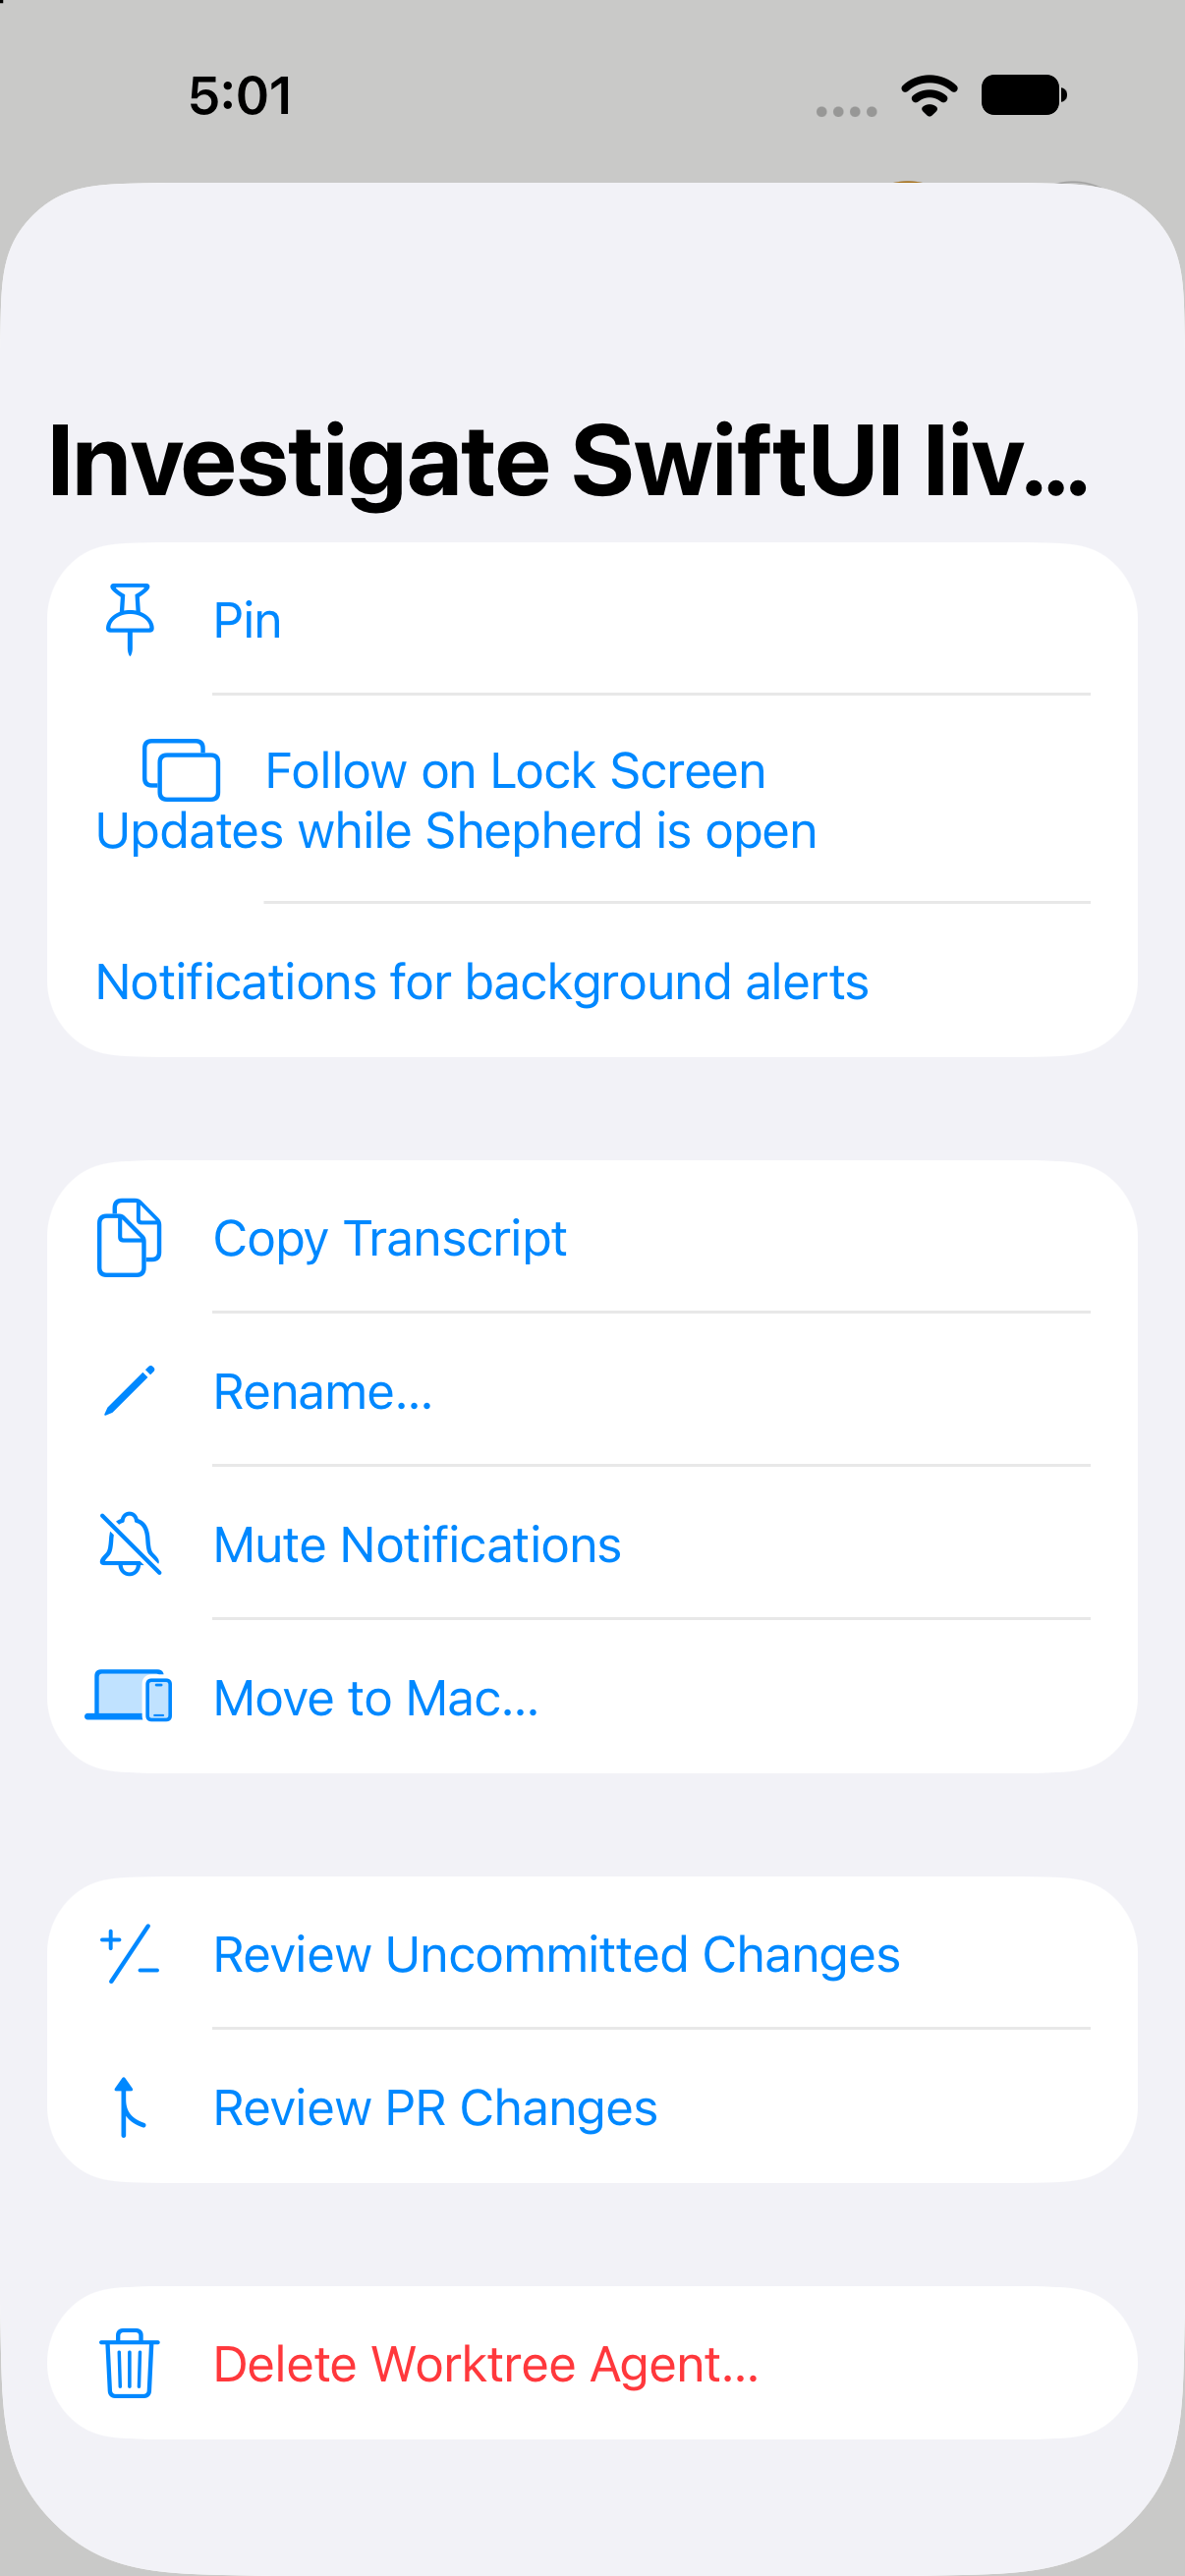 5:01
Investigate SwiftUI liv...
Pin
Follow on Lock Screen
Updates while Shepherd is open
Notifications for background alerts
Copy Transcript
Rename...
Mute Notifications
Move to Mac...
Review Uncommitted Changes
Review PR Changes
Delete Worktree Agent...